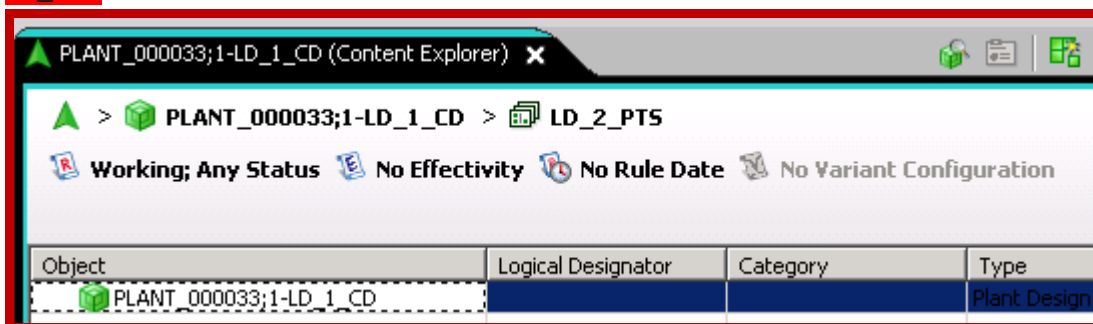 PLANT_000033;1-LD_1_CD (Content Explorer)
> PLANT_000033;1-LD_1_CD > LD_2_PTS
Working; Any Status No Effectivity No Rule Date No Variant Configuration
Object Logical Designator Category Type
PLANT_000033;1-LD_1_CD Plant Design